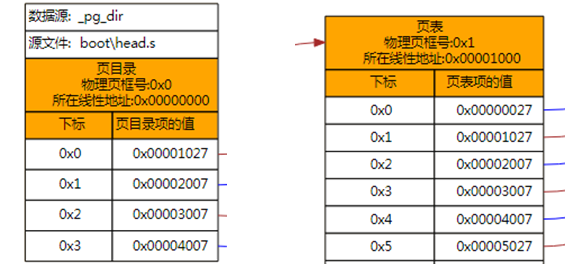 数据源: _pg_dir
源文件: boot\head.s
页目录
物理页框号:0x0
所在线性地址:0x00000000
下标 页目录项的值
0x0 0x00001027
0x1 0x00002007
0x2 0x00003007
0x3 0x00004007
页表
物理页框号:0x1
所在线性地址:0x00001000
下标 页表项的值
0x0 0x00000027
0x1 0x00001027
0x2 0x00002007
0x3 0x00003007
0x4 0x00004007
0x5 0x00005027